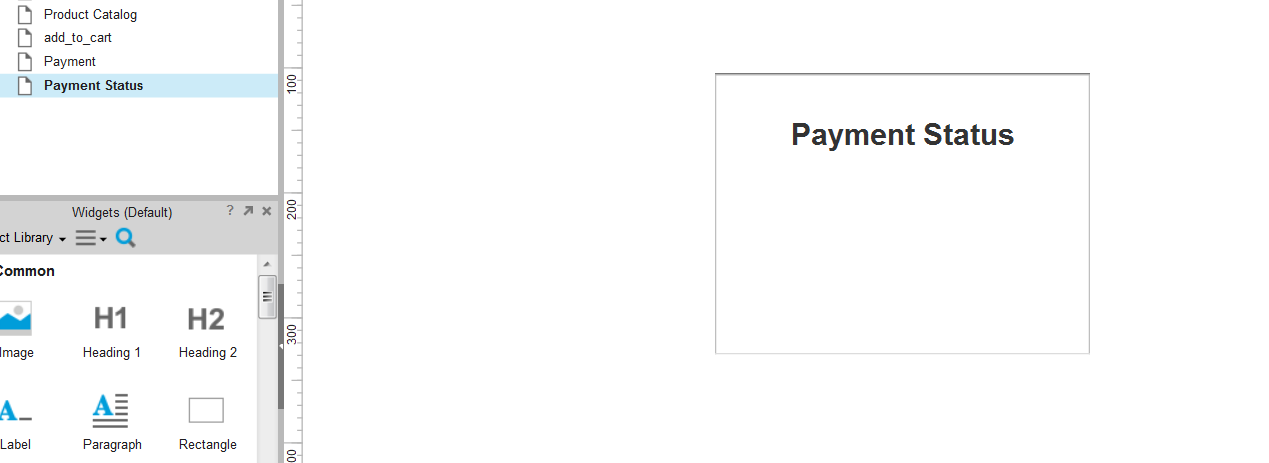 Product Catalog
add_to_cart
Payment
Payment Status
100
Payment Status
Widgets (Default)
?
200
ct Library
Common
300
H1
H2
Image
Heading 1
Heading 2
A
A
Label
Paragraph
Rectangle
00